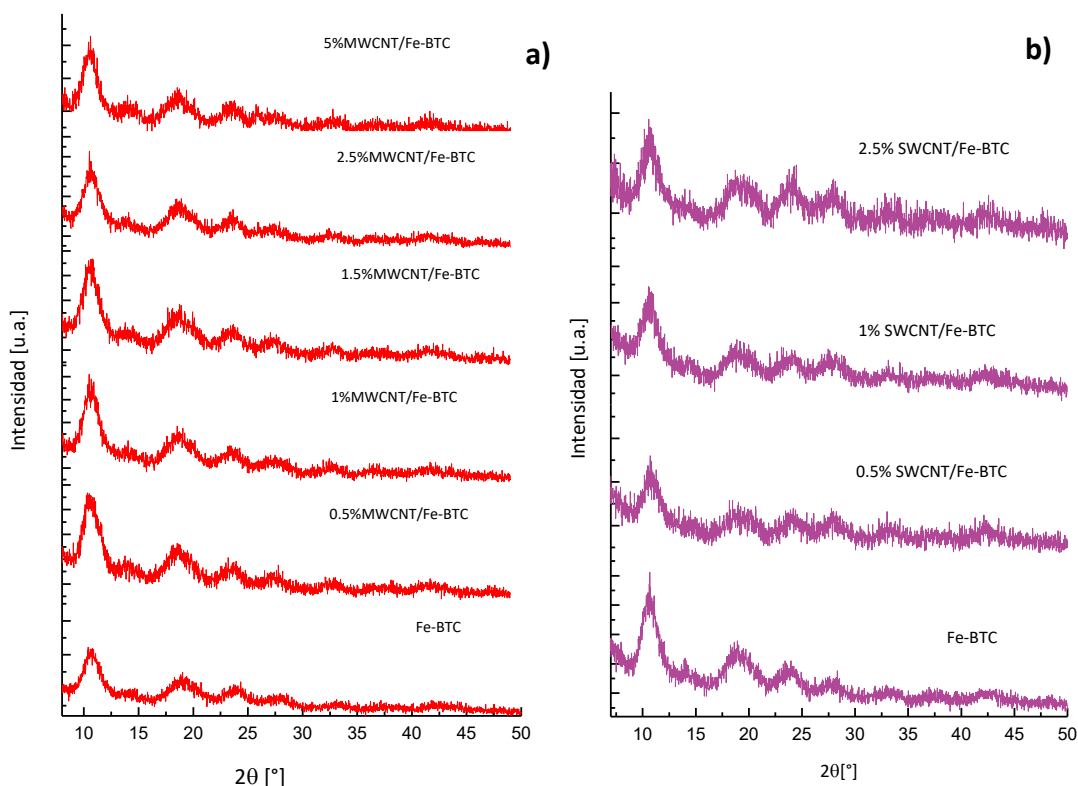 a)
5%MWCNT/Fe-BTC
2.5%MWCNT/Fe-BTC
1.5%MWCNT/Fe-BTC
1%MWCNT/Fe-BTC
0.5%MWCNT/Fe-BTC
Fe-BTC
Intensidad [u.a.]
10 15 20 25 30 35 40 45 50
2θ [°]
b)
2.5% SWCNT/Fe-BTC
1% SWCNT/Fe-BTC
0.5% SWCNT/Fe-BTC
Fe-BTC
Intensidad [u.a.]
10 15 20 25 30 35 40 45 50
2θ[°]